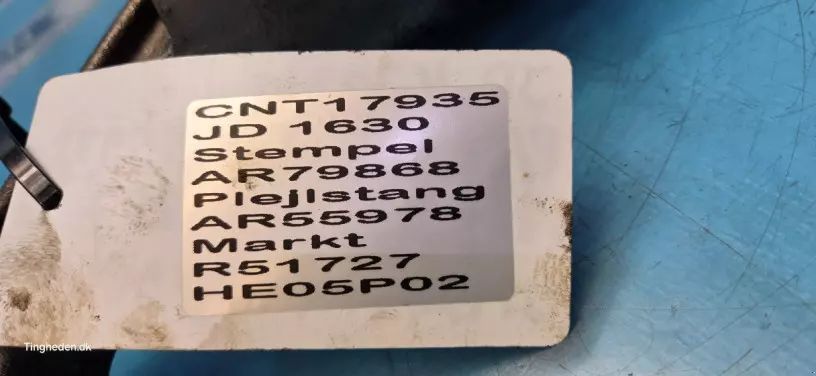 CNT17935
JD 1630
Stempel
AR79868
Plejlstang
AR55978
Markt
R51727
HE05P02
Tingheden.dk